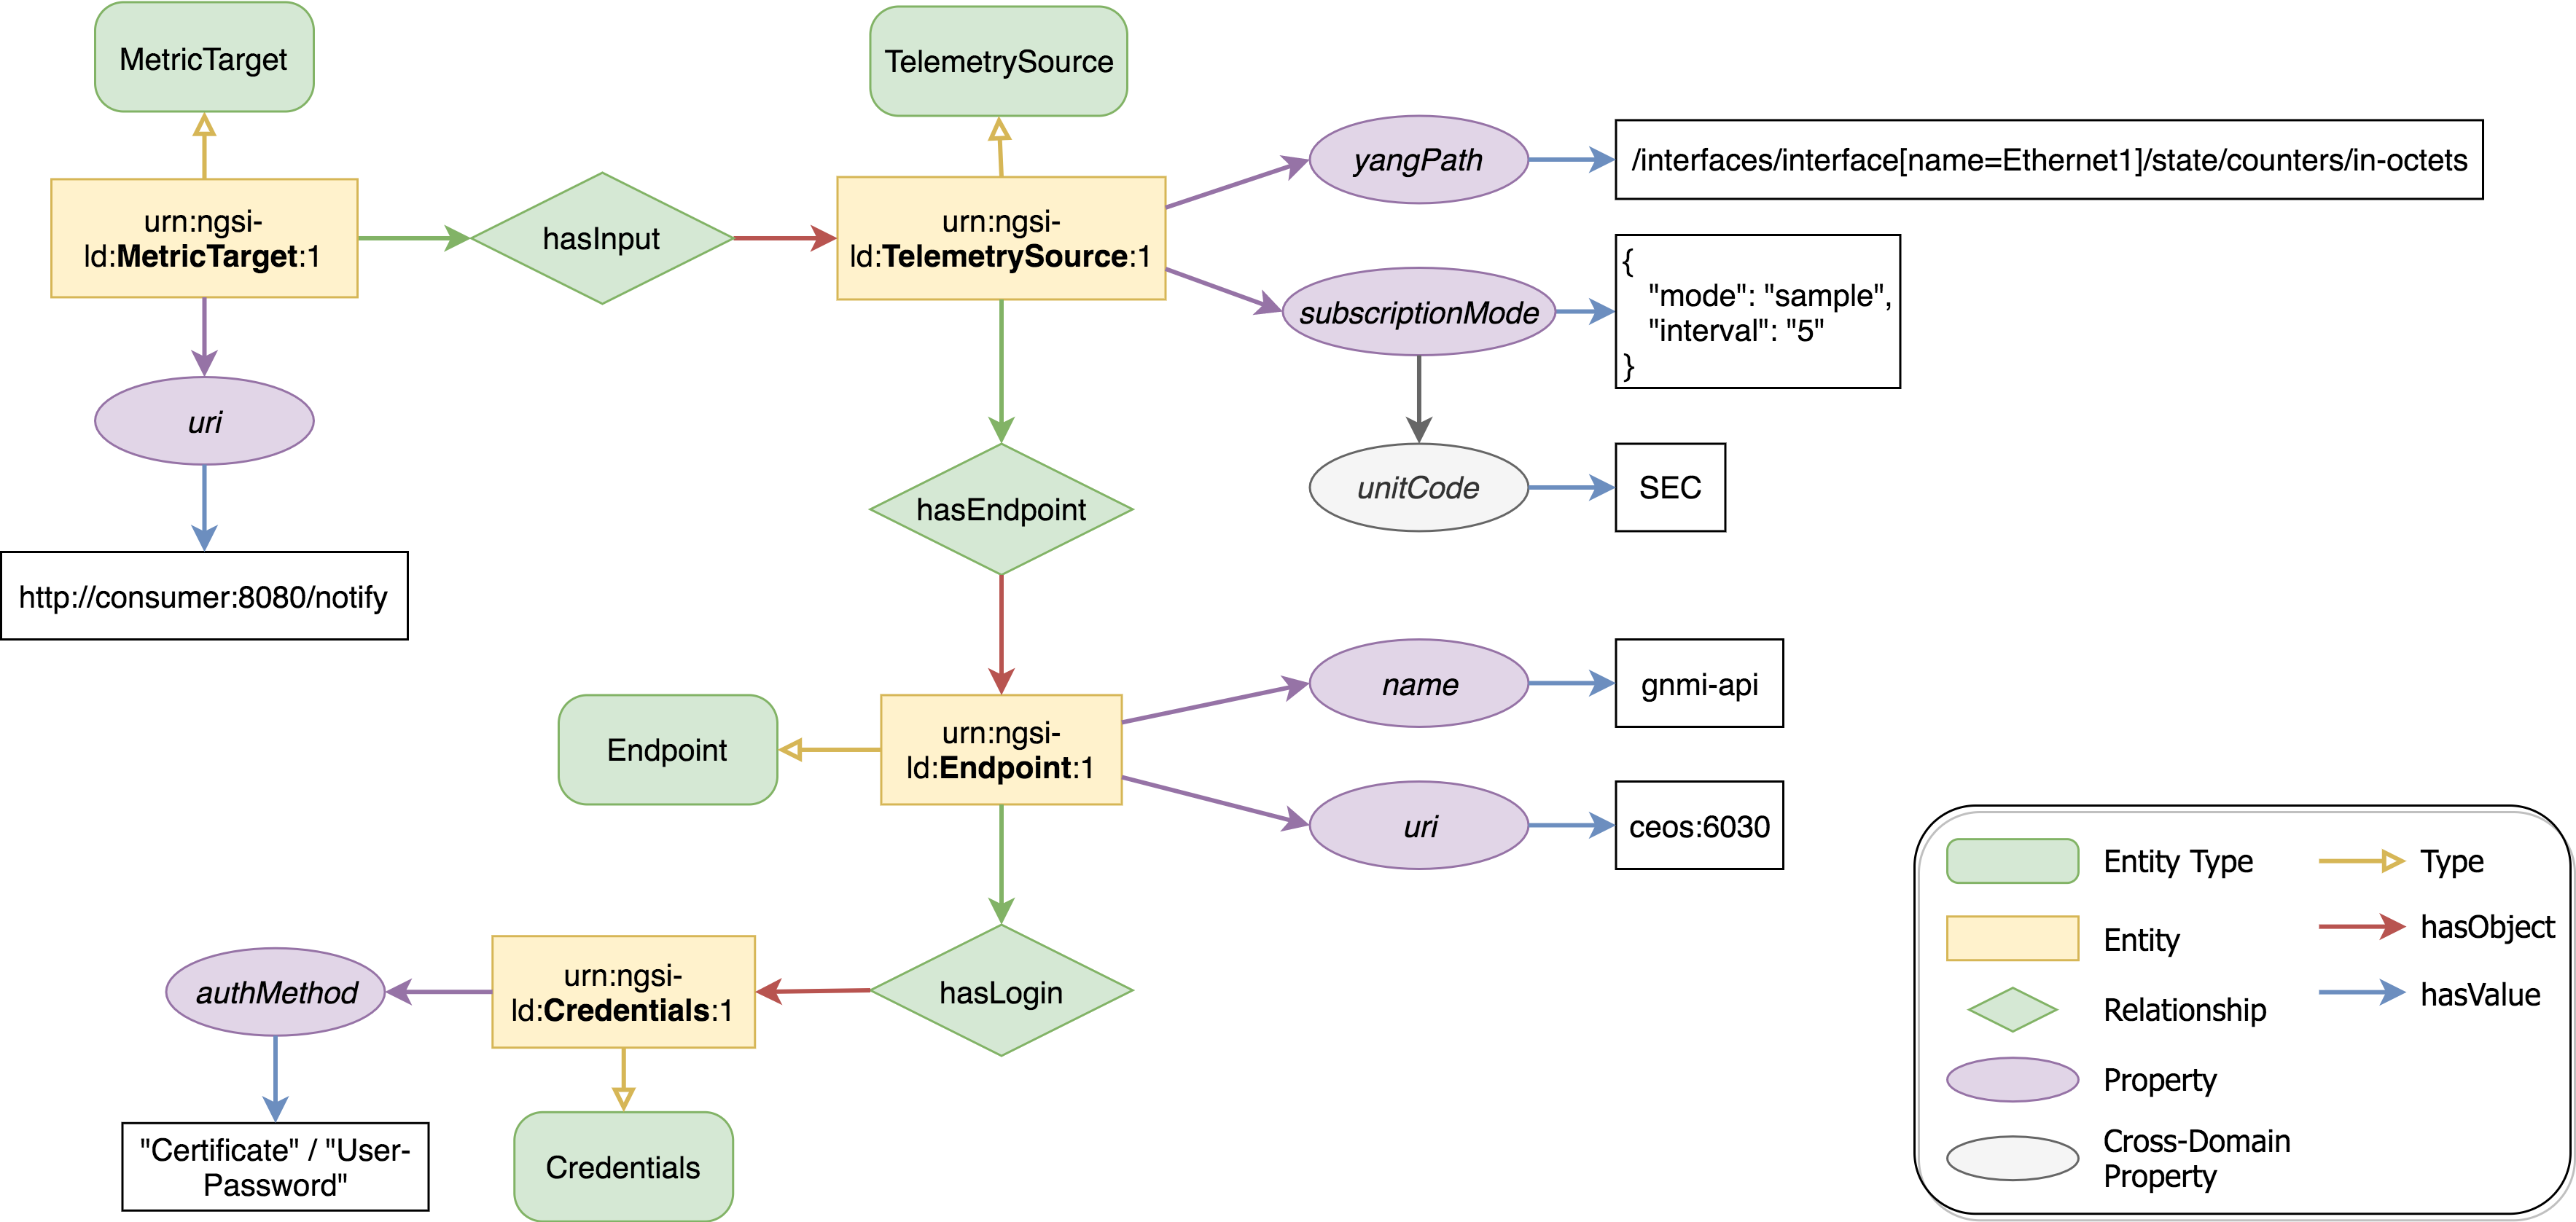 MetricTarget
TelemetrySource
urn:ngsi-
ld:MetricTarget:1
hasInput
urn:ngsi-
ld:TelemetrySource:1
yangPath
/interfaces/interface[name=Ethernet1]/state/counters/in-octets
subscriptionMode
{
"mode": "sample",
"interval": "5"
}
uri
unitCode
SEC
hasEndpoint
http://consumer:8080/notify
name
gnmi-api
Endpoint
urn:ngsi-
ld:Endpoint:1
uri
ceos:6030
authMethod
urn:ngsi-
ld:Credentials:1
hasLogin
"Certificate" / "User-
Password"
Credentials
Entity Type
Type
Entity
hasObject
Relationship
hasValue
Property
Cross-Domain
Property